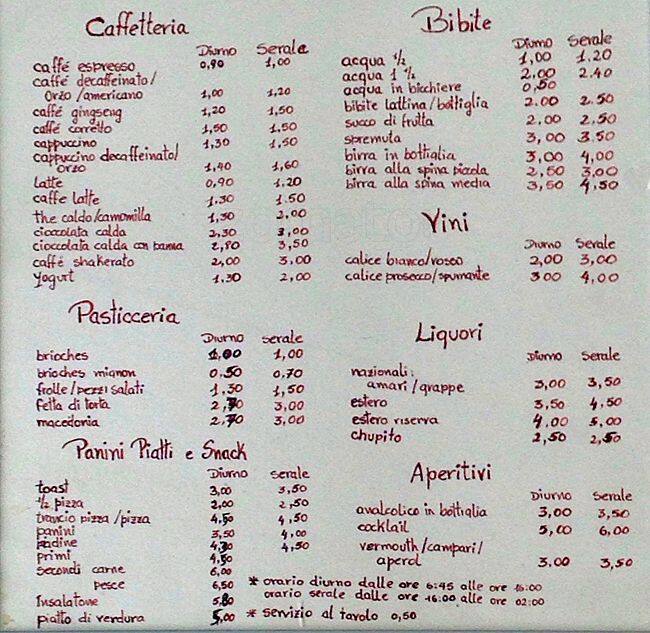 Caffetteria
Diurno Serale
caffé espresso 0,90 1,00
caffé decaffeinato/
orzo/americano 1,00 1,20
caffé gingseng 1,20 1,50
caffé corretto 1,50 1,50
cappuccino 1,30 1,50
cappuccino decaffeinato/
orzo 1,40 1,60
latte 0,90 1,20
caffe latte 1,30 1.50
the caldo/camomilla 1,30 2,00
cioccolata calda 2,30 3,00
cioccolata calda con panna 2,80 3,50
caffé shakerato 2,00 3,00
Yogurt 1,30 2,00
Pasticceria
Diurno Serale
brioches 1,00 1,00
brioches mignon 0,50 0,70
frolle/pezzi salati 1,30 1,50
fetta di torta 2,70 3,00
macedonia 2,70 3,00
Panini Piatti e Snack
Diurno Serale
toast 3,00 3,50
1/2 pizza 2,00 2,50
trancio pizza/pizza 4,50 4,50
panini 3,50 4,00
piadine 4,30 4,50
primi 4,50
secondi carne 6,00
pesce 6,50
Insalatone 5,80
piatto di verdura 5,00
Bibite
Diurno Serale
acqua 1/2 1,00 1.20
acqua 1 1/2 2,00 2.40
acqua in bicchiere 0,50
bibite lattina/bottiglia 2.00 2.50
succo di frutta 2,00 2,50
spremuta 3,00 3.50
birra in bottiglia 3,00 4,00
birra alla spina piccola 2,50 3,00
birra alla spina media 3,50 4,50
Vini
Diurno Serale
calice bianco/rosso 2,00 3,00
calice prosecco/spumante 3 00 4,00
Liquori
Diurno Serale
nazionali:
amari/grappe 3,00 3,50
estero 3,50 4,50
estero riserva 4,00 5,00
chupito 2,50 2,50
Aperitivi
Diurno Serale
analcolico in bottiglia 3,00 3,50
cocktail 5,00 6,00
vermouth/campari/
aperol 3.00 3,50
* orario diurno dalle ore 6:45 alle ore 16:00
orario serale dalle ore 16:00 alle ore 02:00
* servizio al tavolo 0,50